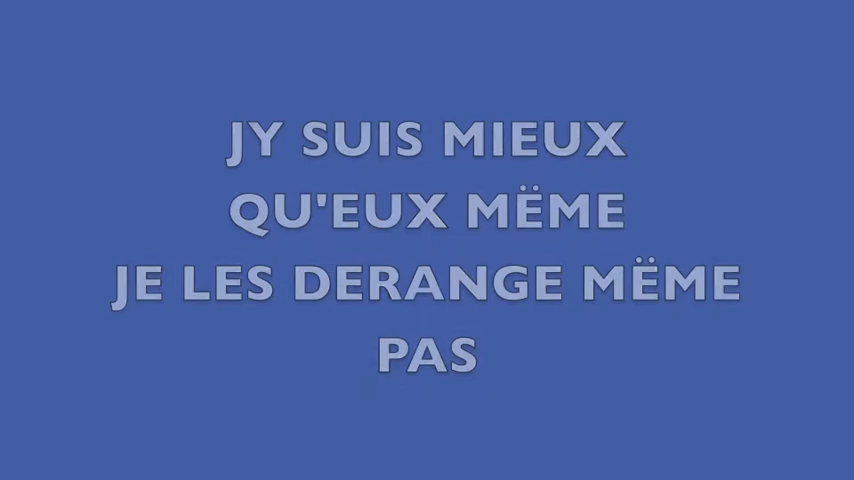 JY SUIS MIEUX
QU'EUX MËME
JE LES DERANGE MËME
PAS